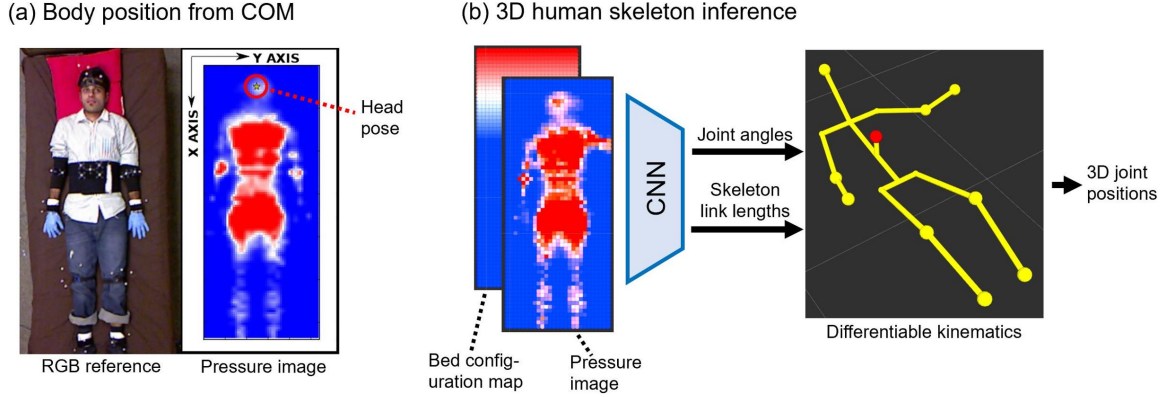 (a) Body position from COM
Y AXIS
X AXIS
Head
pose
RGB reference
Pressure image
(b) 3D human skeleton inference
CNN
Joint angles
Skeleton
link lengths
3D joint
positions
Bed config-
uration map
Pressure
image
Differentiable kinematics